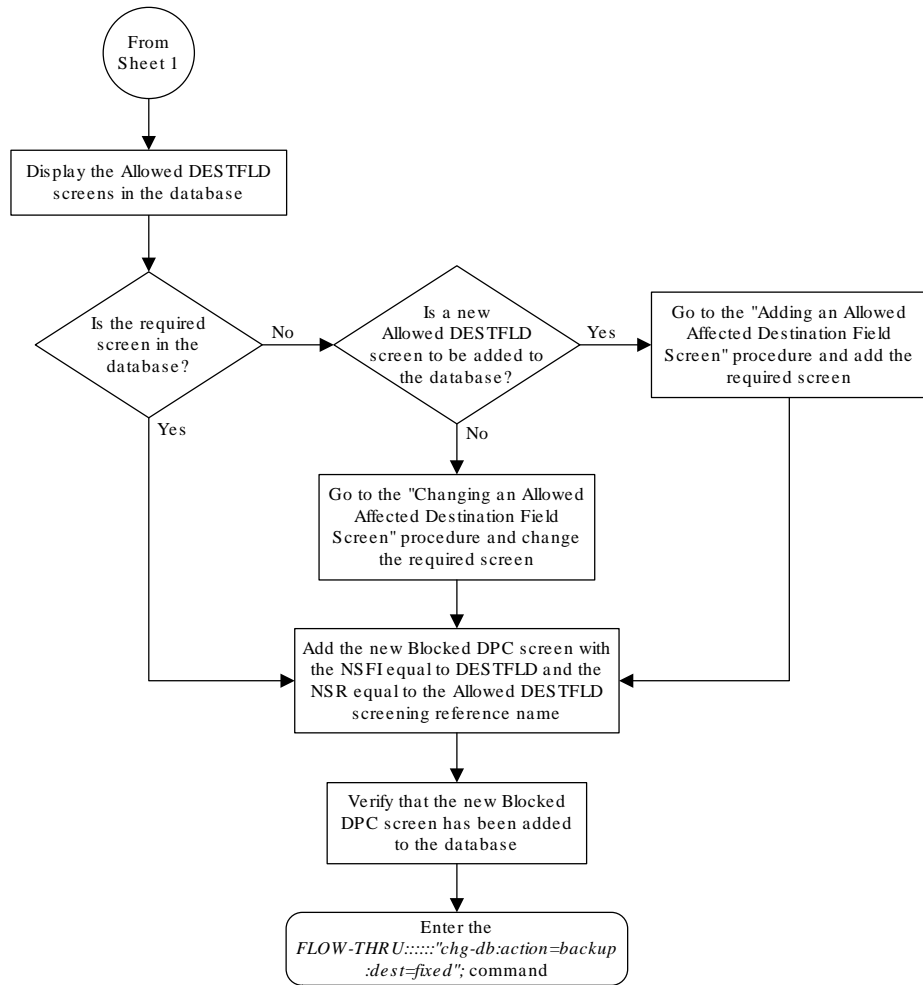 From
Sheet 1
Display the Allowed DESTFLD
screens in the database
Is the required
screen in the
database?
No
Yes
Is a new
Allowed DESTFLD
screen to be added to
the database?
Yes
No
Go to the "Adding an Allowed
Affected Destination Field
Screen" procedure and add the
required screen
Go to the "Changing an Allowed
Affected Destination Field
Screen" procedure and change
the required screen
Add the new Blocked DPC screen with
the NSFI equal to DESTFLD and the
NSR equal to the Allowed DESTFLD
screening reference name
Verify that the new Blocked
DPC screen has been added
to the database
Enter the
FLOW-THRU::::::"chg-db:action=backup
:dest=fixed"; command